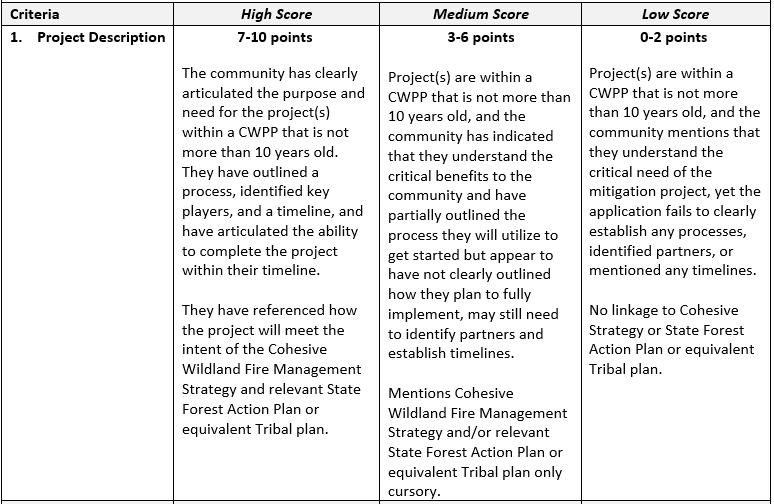 Criteria
High Score
Medium Score
Low Score
1. Project Description
7-10 points
The community has clearly
articulated the purpose and
need for the project(s)
within a CWPP that is not
more than 10 years old.
They have outlined a
process, identified key
players, and a timeline, and
have articulated the ability
to complete the project
within their timeline.
They have referenced how
the project will meet the
intent of the Cohesive
Wildland Fire Management
Strategy and relevant State
Forest Action Plan or
equivalent Tribal plan.
3-6 points
Project(s) are within a
CWPP that is not more than
10 years old, and the
community has indicated
that they understand the
critical benefits to the
community and have
partially outlined the
process they will utilize to
get started but appear to
have not clearly outlined
how they plan to fully
implement, may still need
to identify partners and
establish timelines.
Mentions Cohesive
Wildland Fire Management
Strategy and/or relevant
State Forest Action Plan or
equivalent Tribal plan only
cursory.
0-2 points
Project(s) are within a
CWPP that is not more
than 10 years old, and the
community mentions that
they understand the
critical need of the
mitigation project, yet the
application fails to clearly
establish any processes,
identified partners, or
mentioned any timelines.
No linkage to Cohesive
Strategy or State Forest
Action Plan or equivalent
Tribal plan.